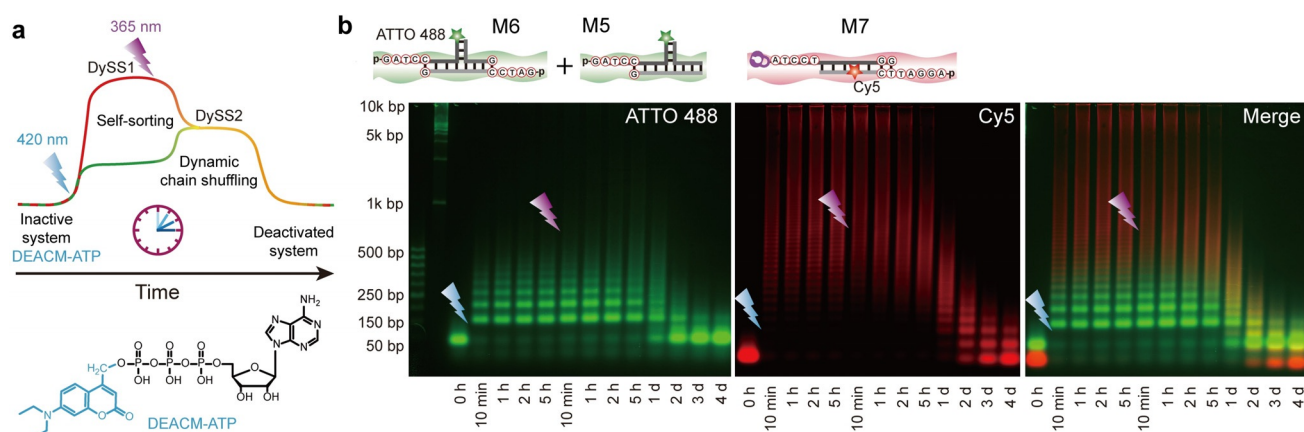 a
365 nm
DySS1
DySS2
Self-sorting
420 nm
Dynamic
chain shuffling
Inactive
system
DEACM-ATP
Deactivated
system
Time
NH2
N
N
N
N
H2
C
O
P
O
P
O
P
O
O
O
O
OH
OH
OH
O
OH
OH
N
O
O
DEACM-ATP
b
ATTO 488
M6
M5
M7
p-GATCC
G
G
CCTAG-p
+
p-GATCC
G
ATCCT
GG
CTTAGGA-p
Cy5
10k bp
5k bp
1k bp
500 bp
250 bp
150 bp
50 bp
ATTO 488
Cy5
Merge
0 h
10 min
1 h
2 h
5 h
10 min
1 h
2 h
5 h
1 d
2 d
3 d
4 d
0 h
10 min
1 h
2 h
5 h
10 min
1 h
2 h
5 h
1 d
2 d
3 d
4 d
0 h
10 min
1 h
2 h
5 h
10 min
1 h
2 h
5 h
1 d
2 d
3 d
4 d